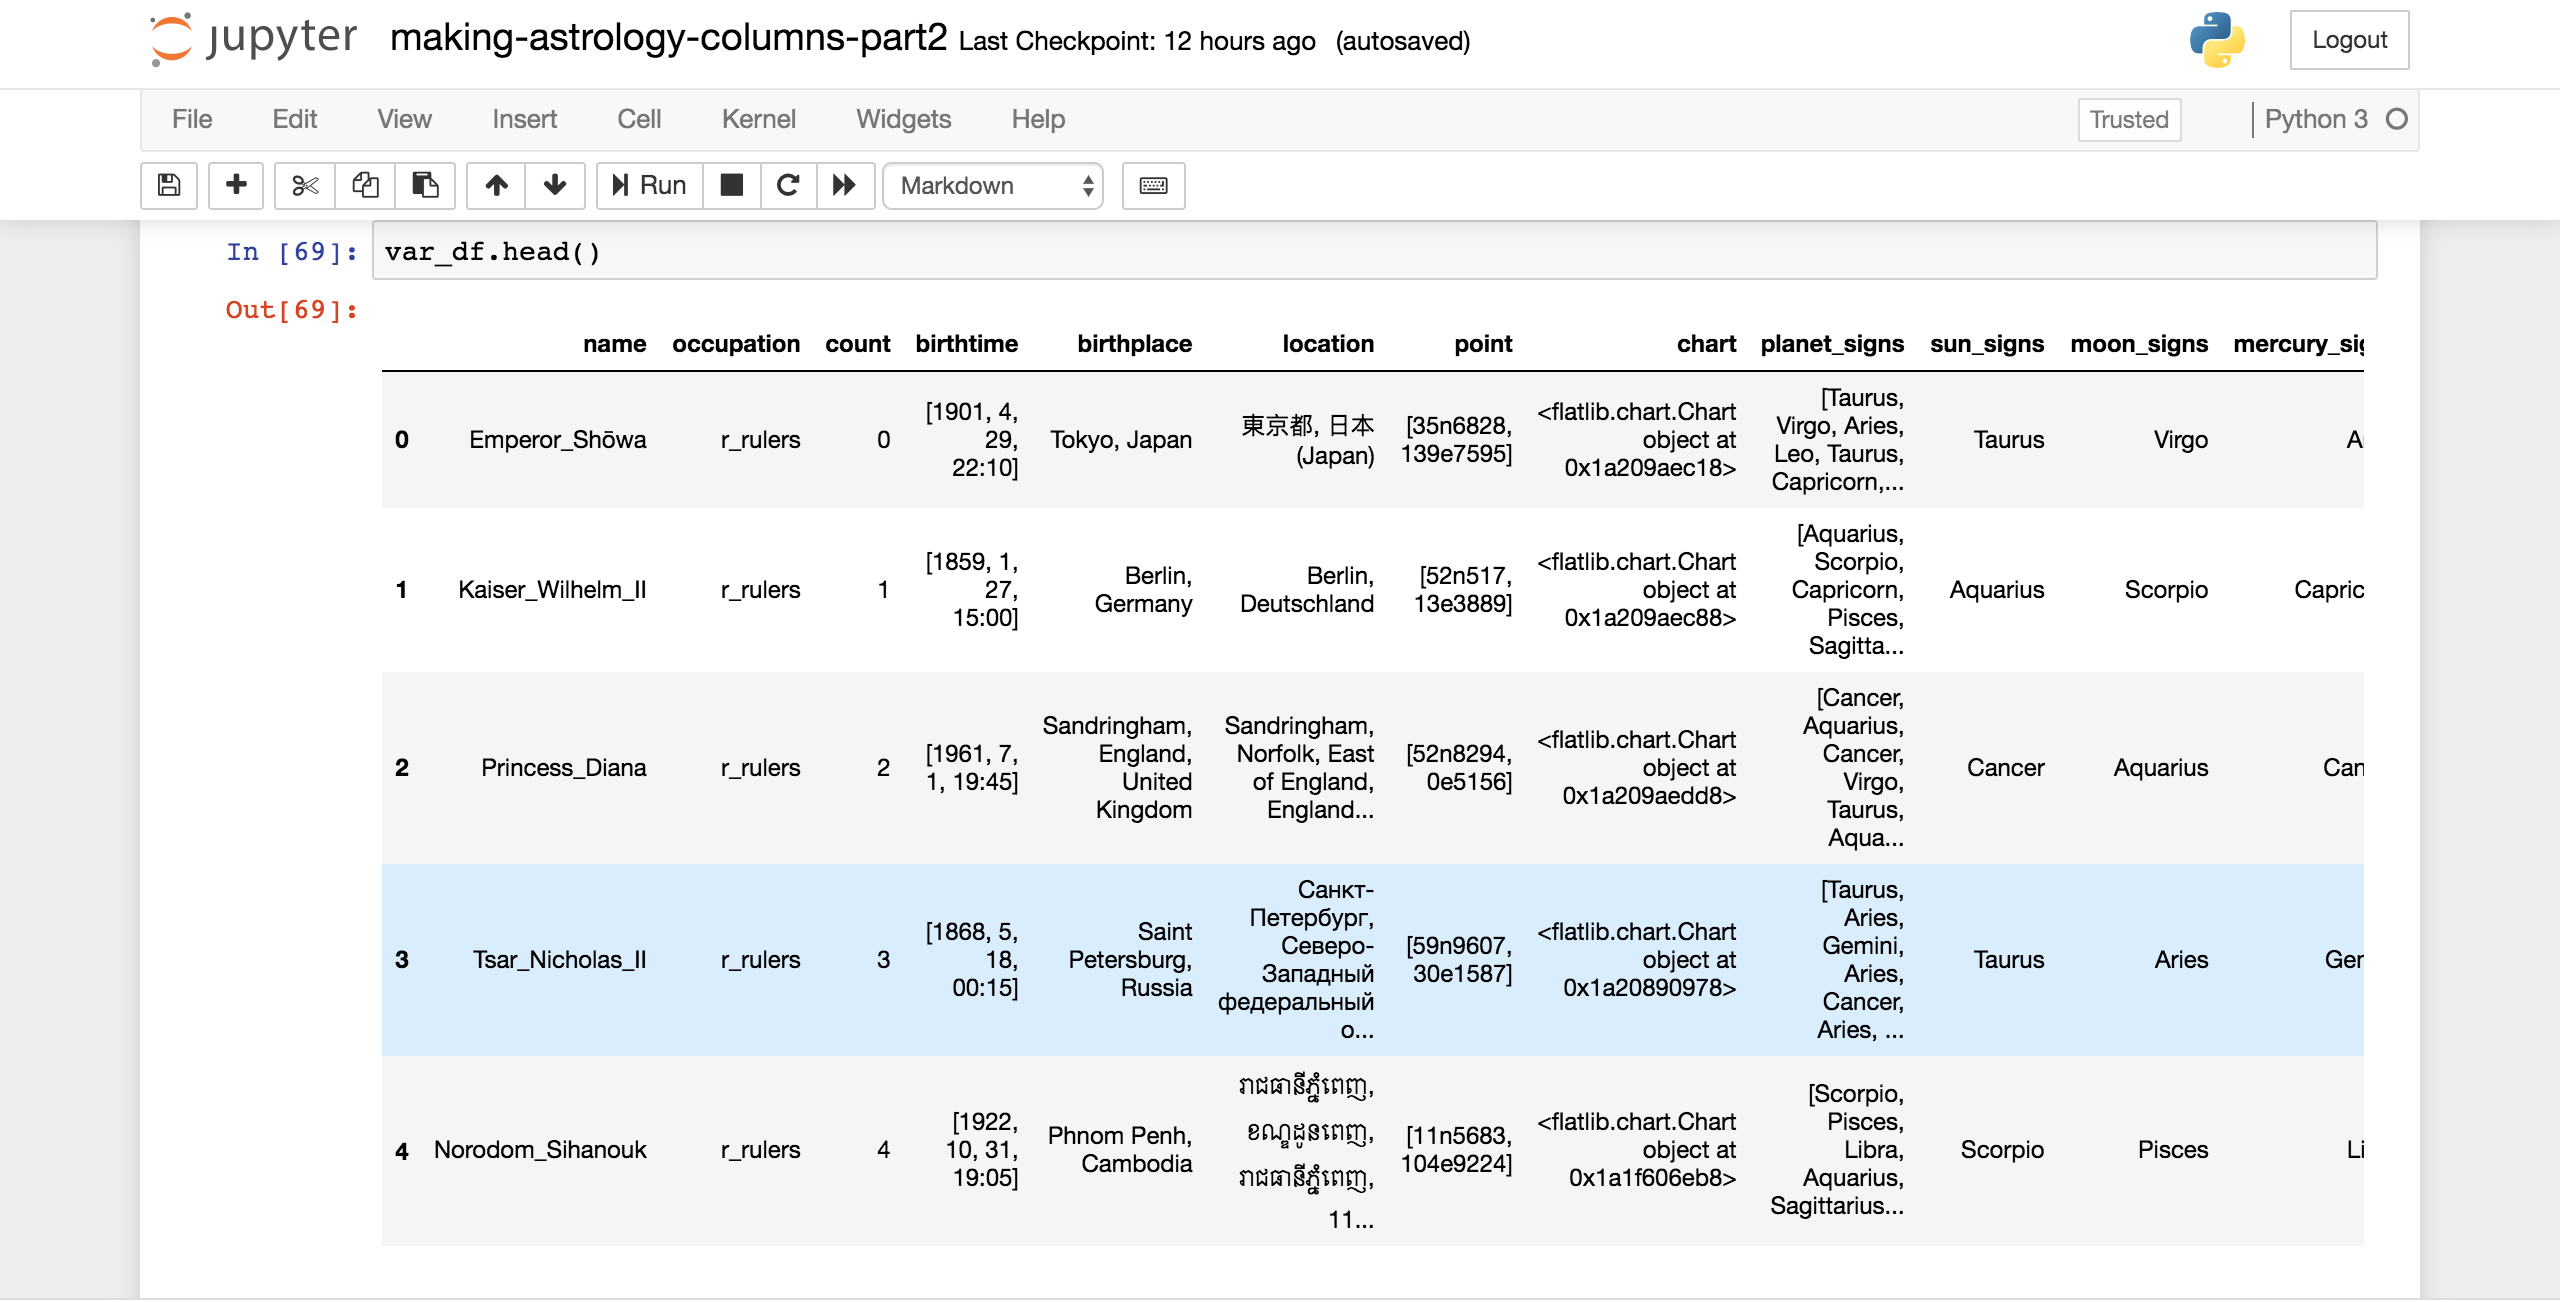 jupyter making-astrology-columns-part2 Last Checkpoint: 12 hours ago (autosaved) Logout
File Edit View Insert Cell Kernel Widgets Help Trusted Python 3
Run Markdown
In [69]: var_df.head()
Out[69]:
name occupation count birthtime birthplace location point chart planet_signs sun_signs moon_signs mercury_sig
0 Emperor_Shōwa r_rulers 0 [1901, 4, 29, 22:10] Tokyo, Japan 東京都, 日本 (Japan) [35n6828, 139e7595] <flatlib.chart.Chart object at 0x1a209aec18> [Taurus, Virgo, Aries, Leo, Taurus, Capricorn,... Taurus Virgo A
1 Kaiser_Wilhelm_II r_rulers 1 [1859, 1, 27, 15:00] Berlin, Germany Berlin, Deutschland [52n517, 13e3889] <flatlib.chart.Chart object at 0x1a209aec88> [Aquarius, Scorpio, Capricorn, Pisces, Sagitta... Aquarius Scorpio Capric
2 Princess_Diana r_rulers 2 [1961, 7, 1, 19:45] Sandringham, England, United Kingdom Sandringham, Norfolk, East of England, England... [52n8294, 0e5156] <flatlib.chart.Chart object at 0x1a209aedd8> [Cancer, Aquarius, Cancer, Virgo, Taurus, Aqua... Cancer Aquarius Can
3 Tsar_Nicholas_II r_rulers 3 [1868, 5, 18, 00:15] Saint Petersburg, Russia Санкт-Петербург, Северо-Западный федеральный о... [59n9607, 30e1587] <flatlib.chart.Chart object at 0x1a20890978> [Taurus, Aries, Gemini, Aries, Cancer, Aries, ... Taurus Aries Ger
4 Norodom_Sihanouk r_rulers 4 [1922, 10, 31, 19:05] Phnom Penh, Cambodia រាជធានីភ្នំពេញ, ខណ្ឌដូនពេញ, រាជធានីភ្នំពេញ, 11... [11n5683, 104e9224] <flatlib.chart.Chart object at 0x1a1f606eb8> [Scorpio, Pisces, Libra, Aquarius, Sagittarius... Scorpio Pisces Li